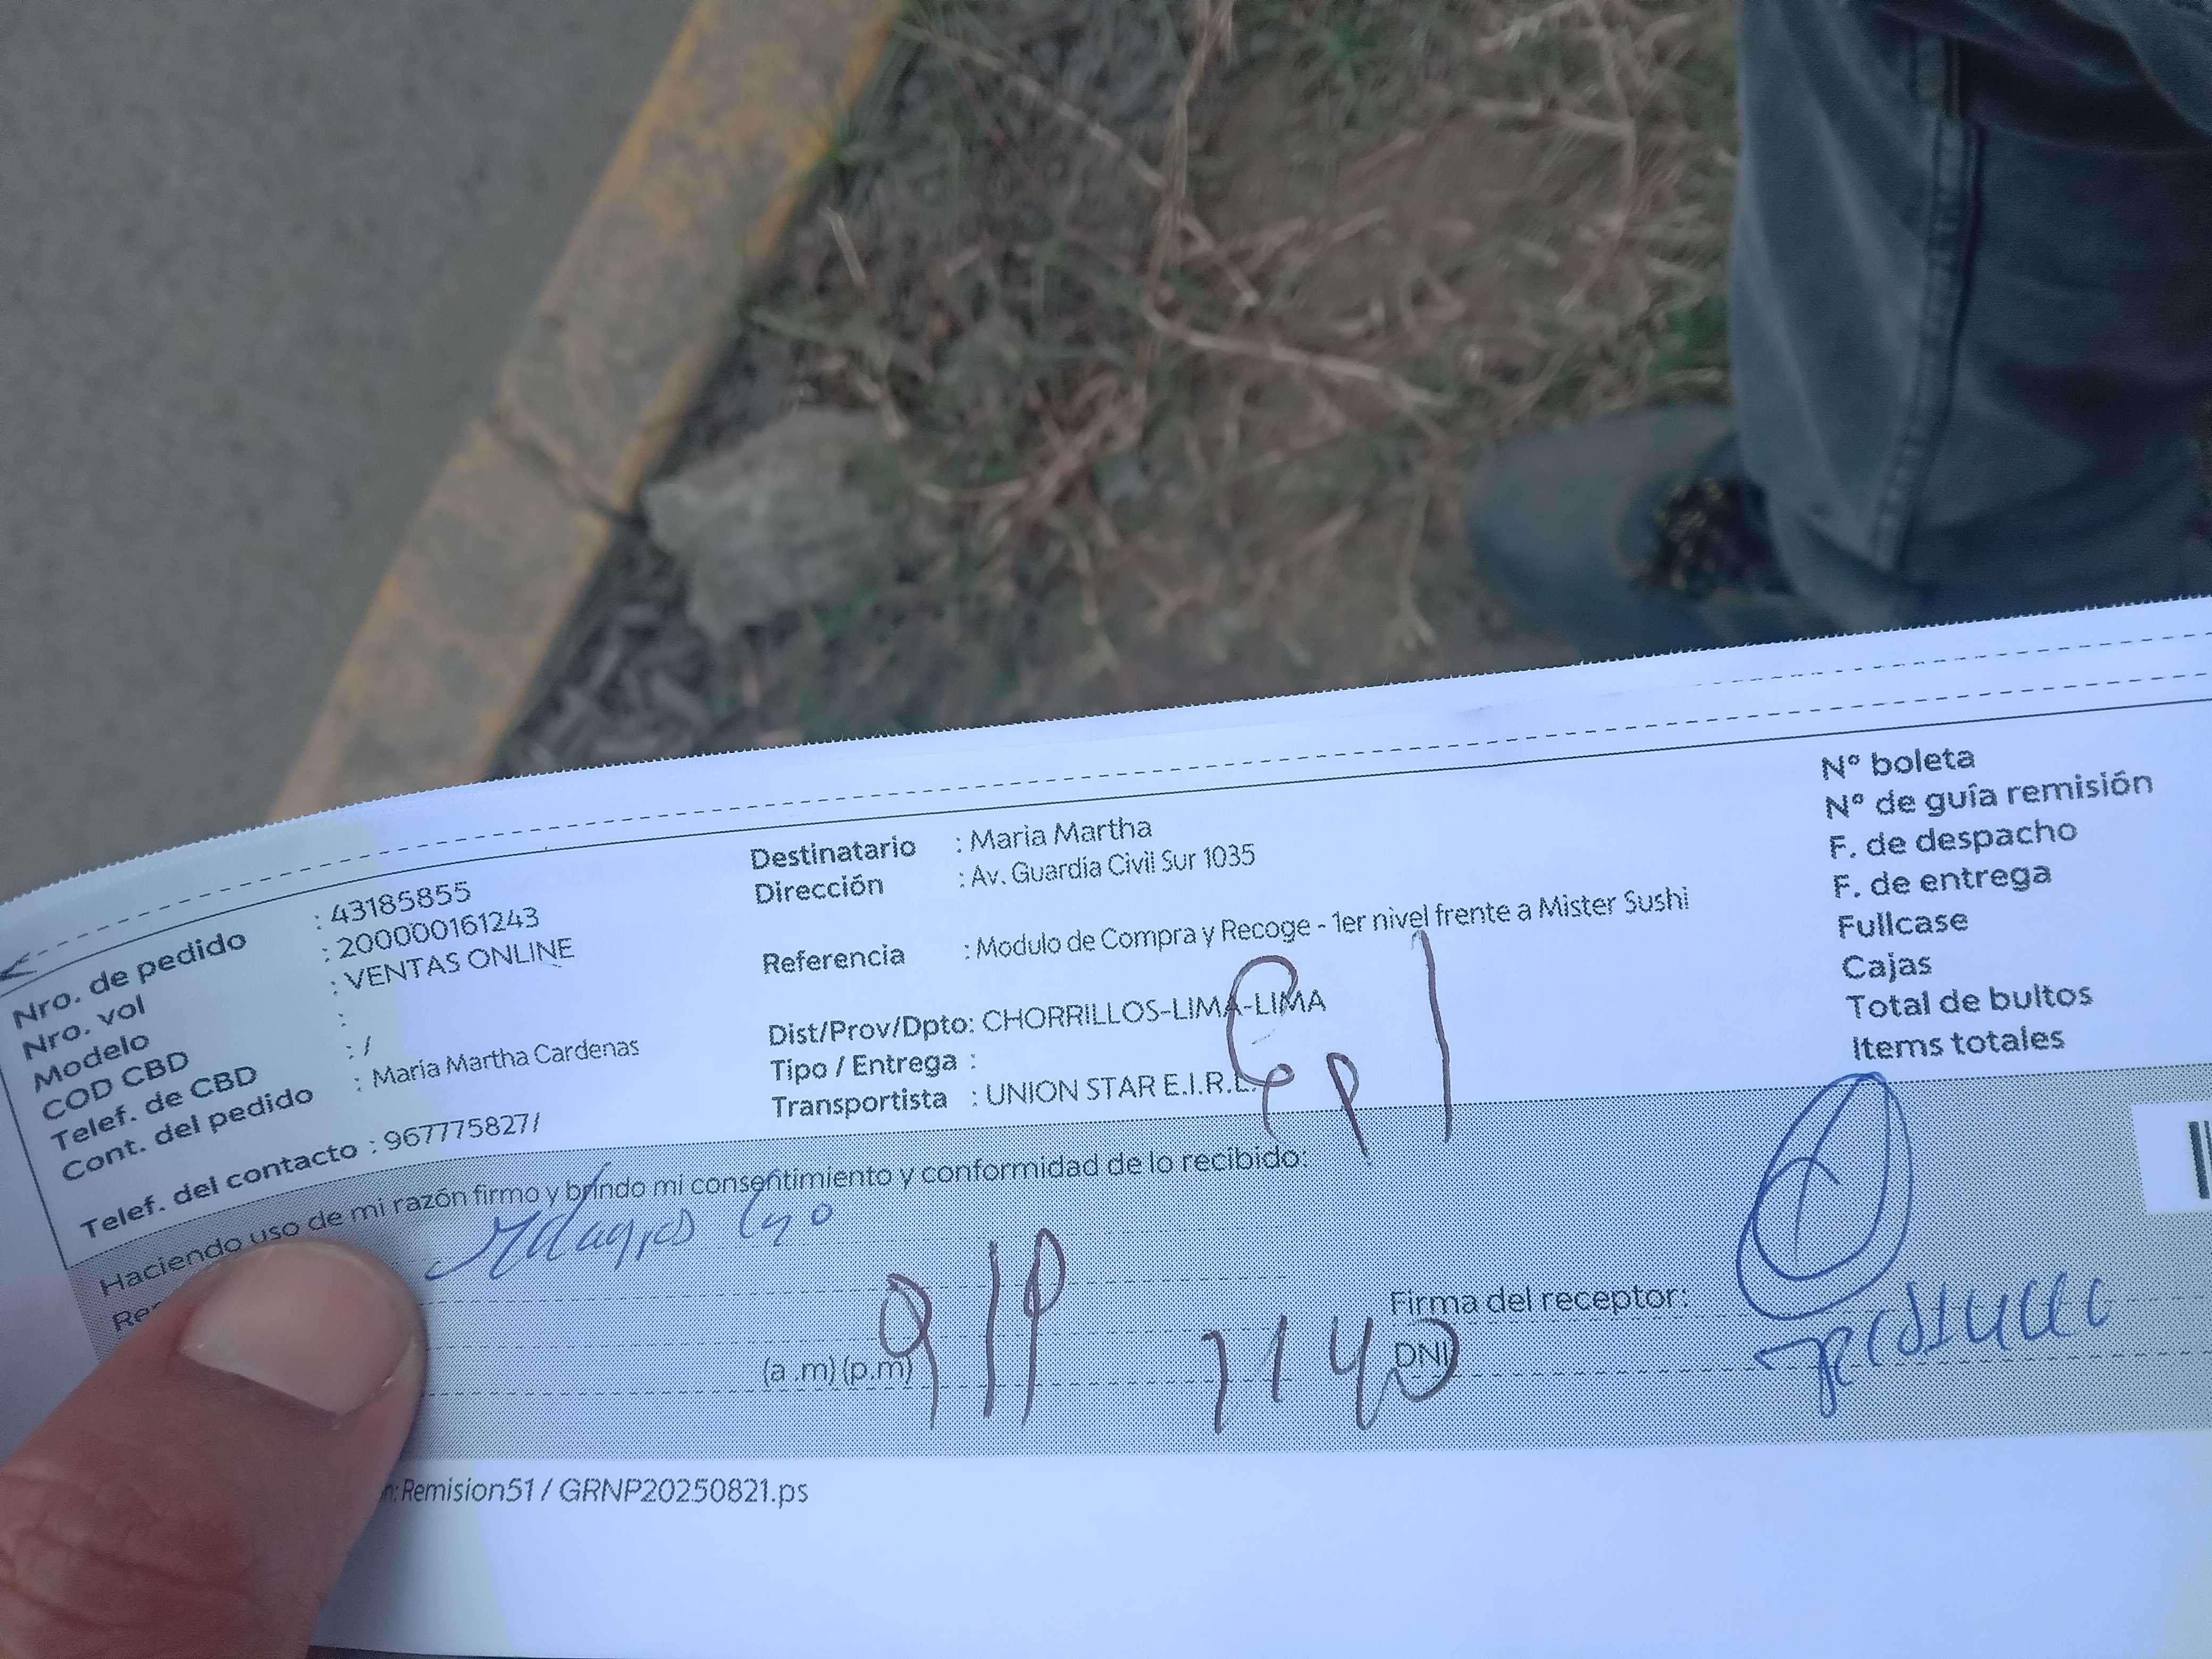 Nro. de pedido : 43185855
Nro. vol : 200000161243
Modelo : VENTAS ONLINE
COD CBD :
Telef. de CBD : /
Cont. del pedido : María Martha Cardenas
Telef. del contacto : 967775827/
Destinatario : Maria Martha
Dirección : Av. Guardia Civil Sur 1035
Referencia : Modulo de Compra y Recoge - 1er nivel frente a Mister Sushi
Dist/Prov/Dpto: CHORRILLOS-LIMA-LIMA
Tipo / Entrega :
Transportista : UNION STAR E.I.R.L.
N° boleta
N° de guía remisión
F. de despacho
F. de entrega
Fullcase
Cajas
Total de bultos
Items totales
Haciendo uso de mi razón firmo y brindo mi consentimiento y conformidad de lo recibido:
Milagros
Firma del receptor:
(a .m) (p.m)
DNI
Remision51 / GRNP20250821.ps